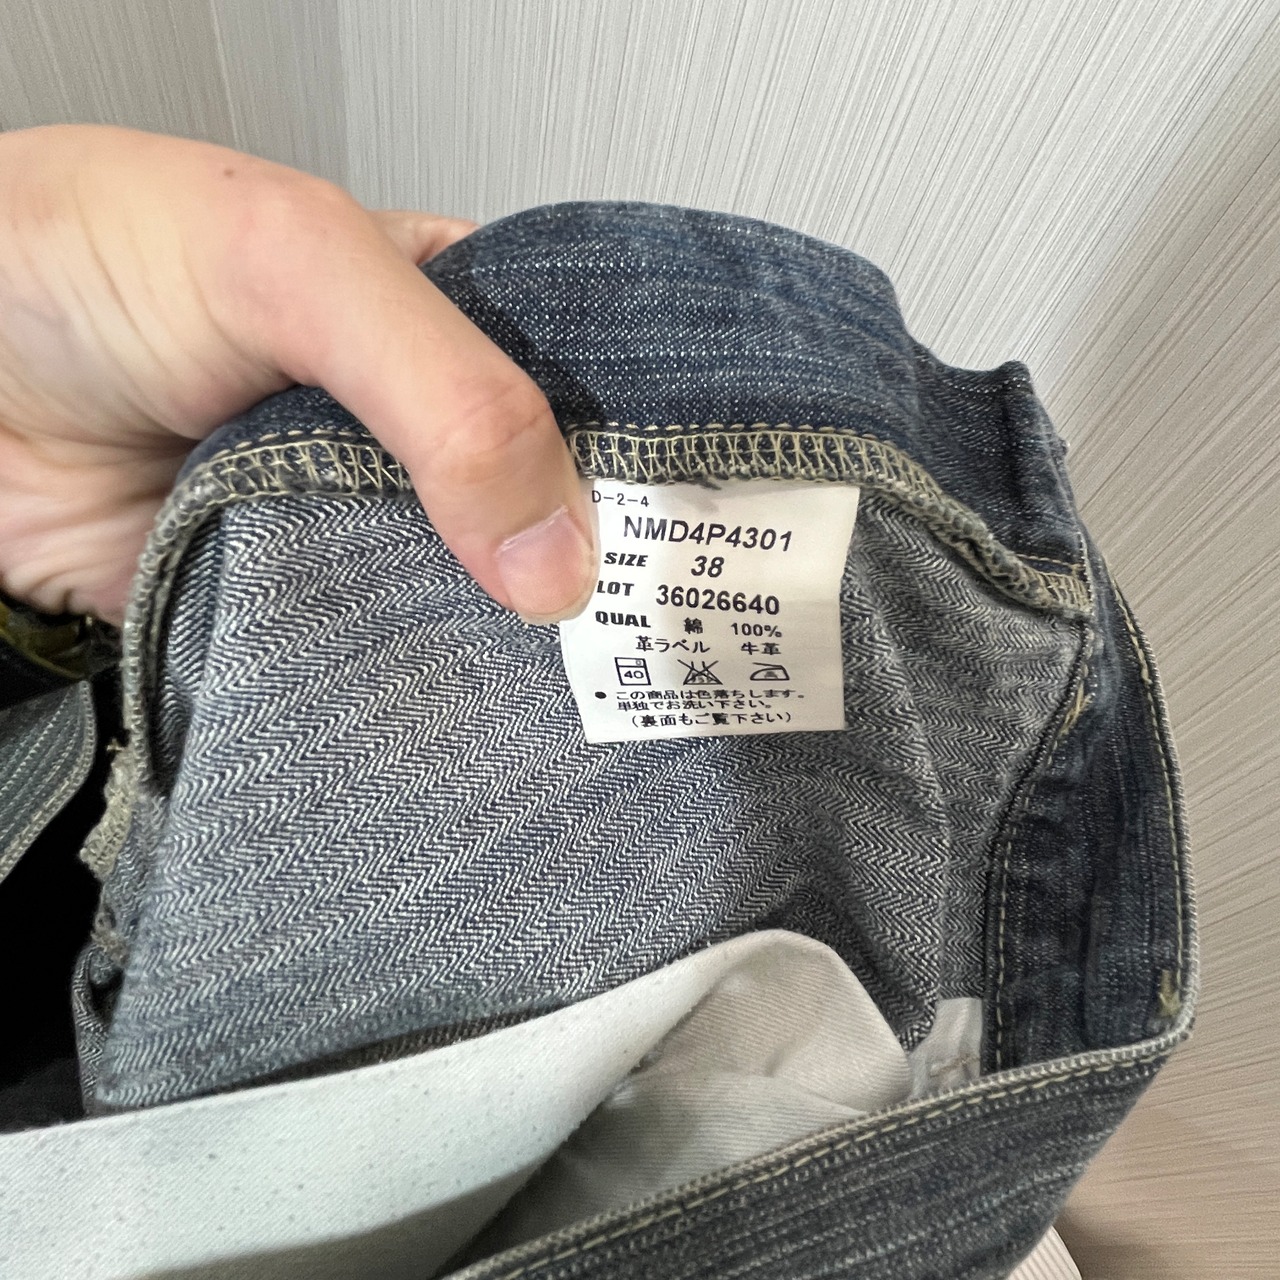 D-2-4
NMD4P4301
SIZE 38
LOT 36026640
QUAL 綿 100%
革ラベル 牛革
40
● この商品は色落ちします。
単独でお洗い下さい。
(裏面もご覧下さい)